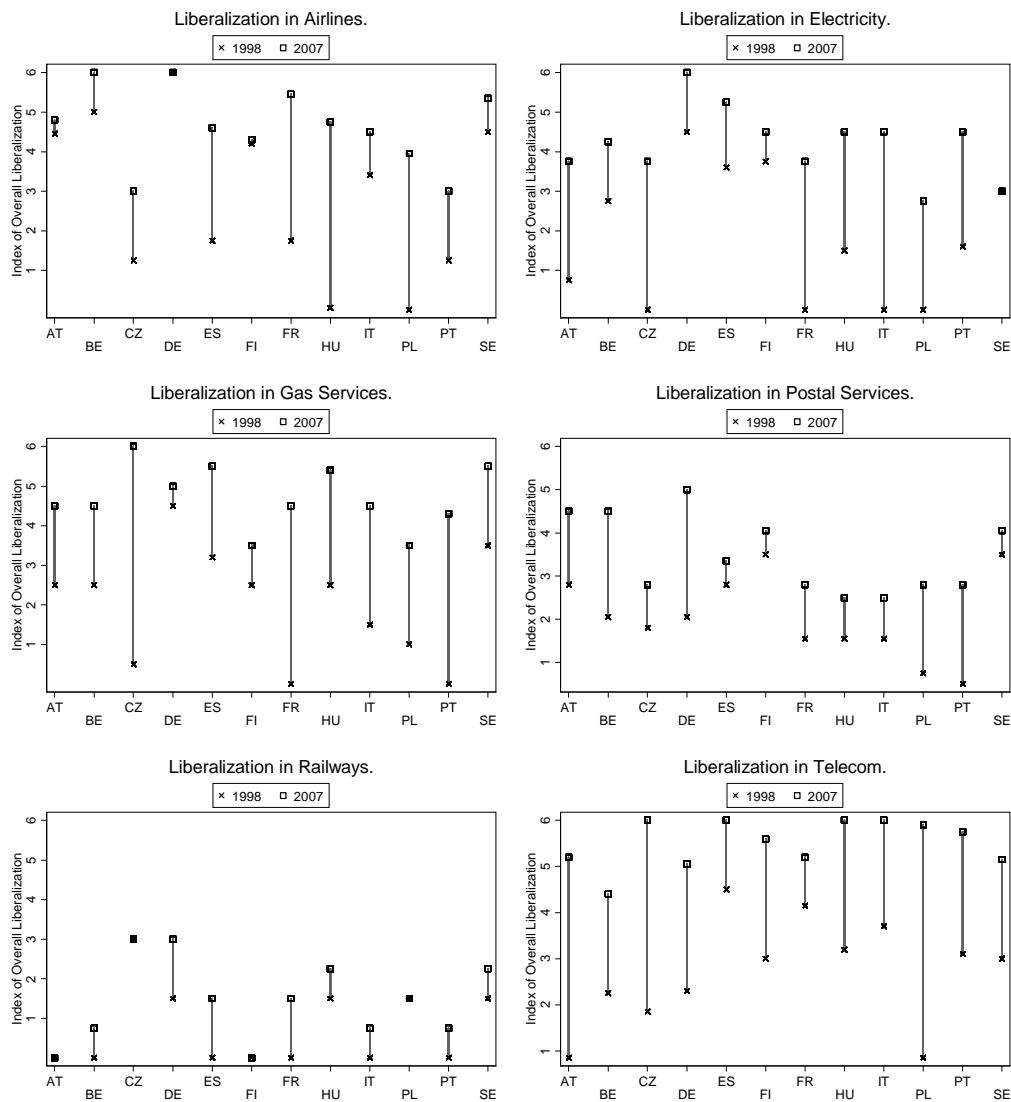 Liberalization in Airlines.
× 1998 □ 2007
Index of Overall Liberalization
6
5
4
3
2
1
AT BE CZ DE ES FI FR HU IT PL PT SE
Liberalization in Electricity.
× 1998 □ 2007
Index of Overall Liberalization
6
5
4
3
2
1
AT BE CZ DE ES FI FR HU IT PL PT SE
Liberalization in Gas Services.
× 1998 □ 2007
Index of Overall Liberalization
6
5
4
3
2
1
AT BE CZ DE ES FI FR HU IT PL PT SE
Liberalization in Postal Services.
× 1998 □ 2007
Index of Overall Liberalization
6
5
4
3
2
1
AT BE CZ DE ES FI FR HU IT PL PT SE
Liberalization in Railways.
× 1998 □ 2007
Index of Overall Liberalization
6
5
4
3
2
1
AT BE CZ DE ES FI FR HU IT PL PT SE
Liberalization in Telecom.
× 1998 □ 2007
Index of Overall Liberalization
6
5
4
3
2
1
AT BE CZ DE ES FI FR HU IT PL PT SE